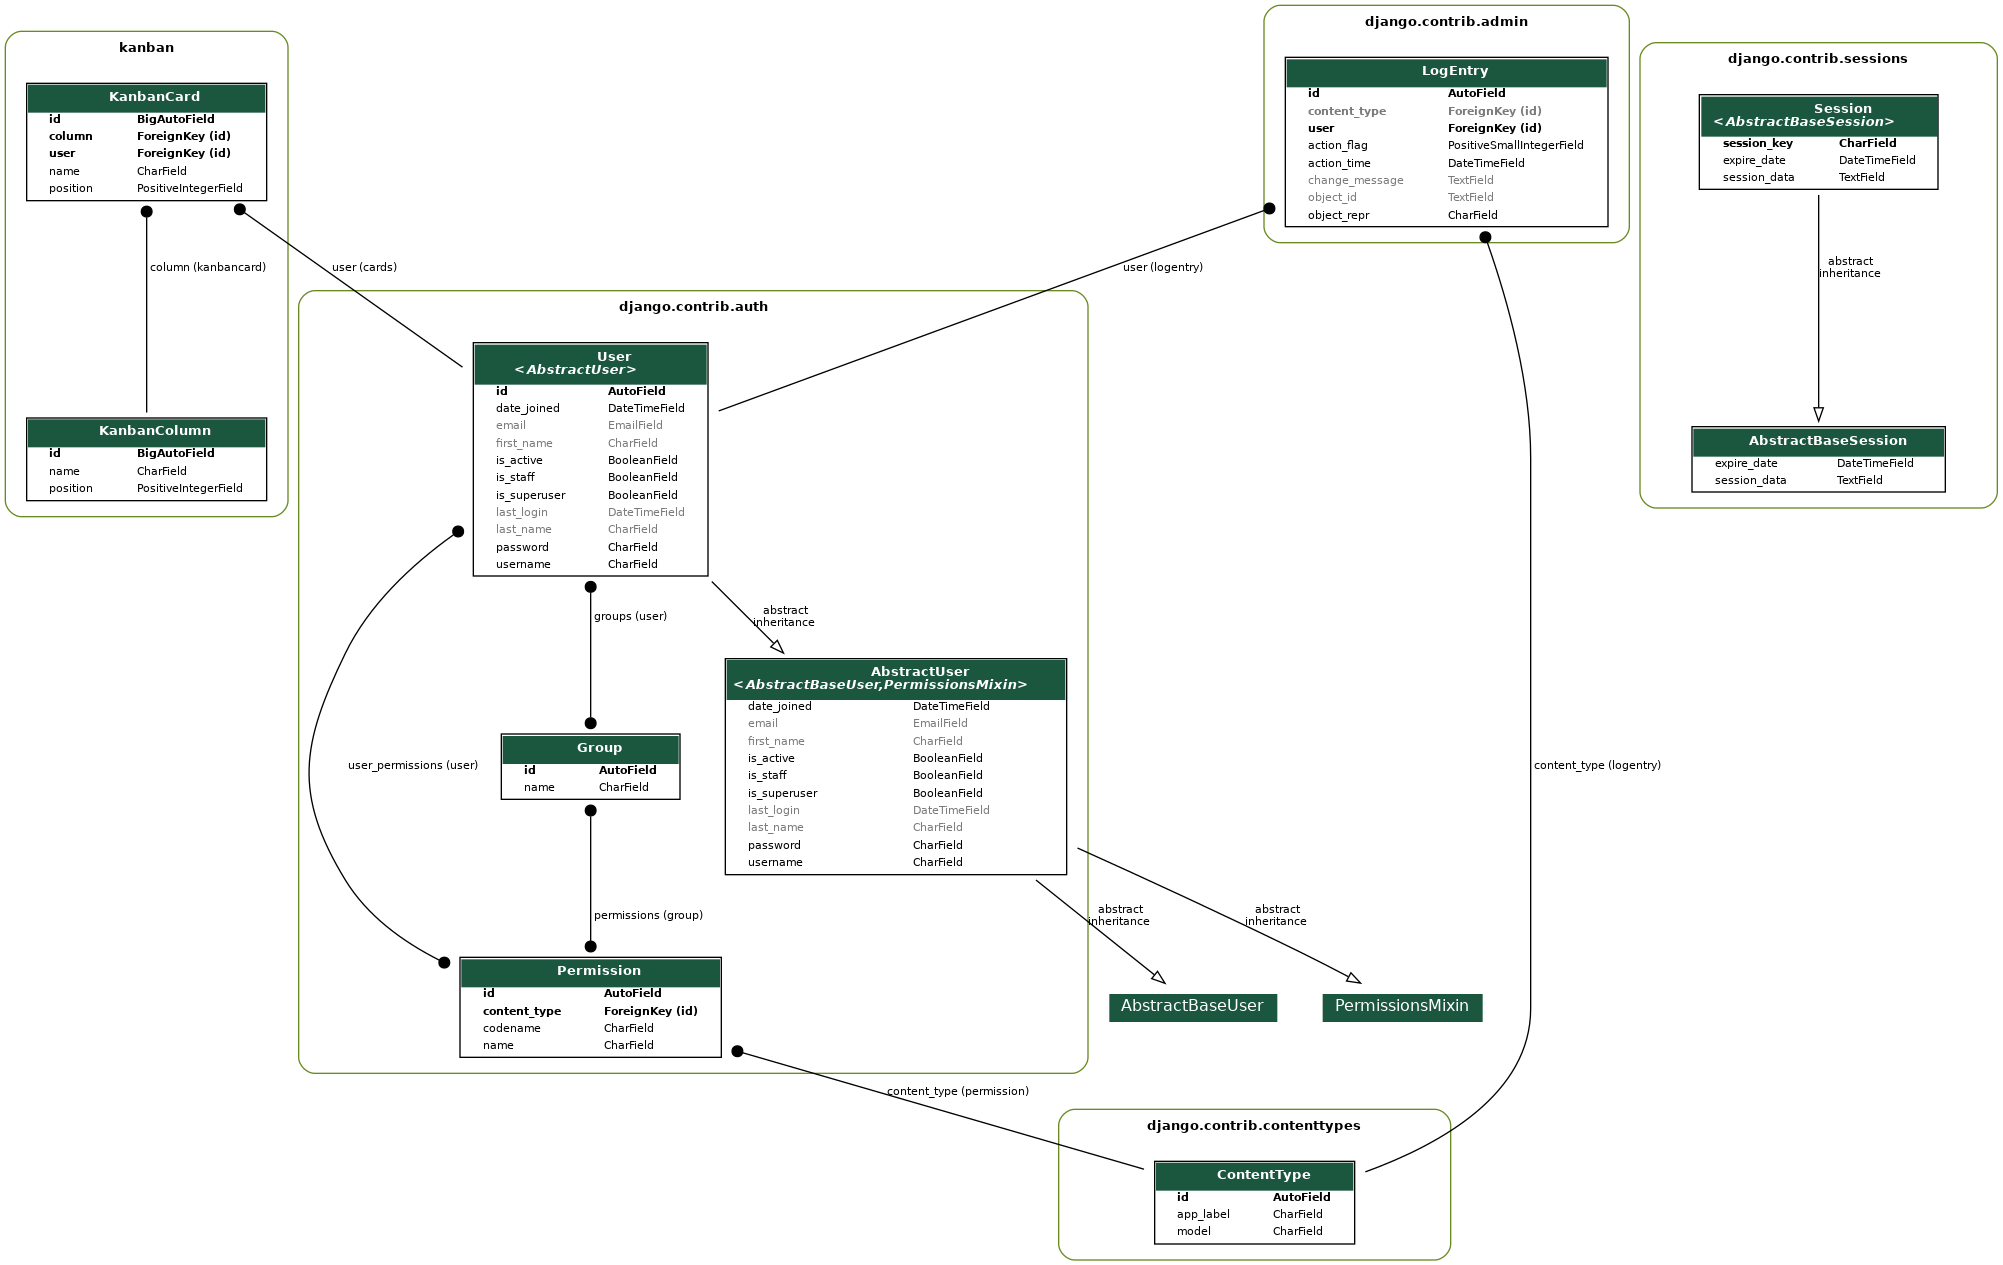 kanban
KanbanCard
id BigAutoField
column ForeignKey (id)
user ForeignKey (id)
name CharField
position PositiveIntegerField
column (kanbancard)
user (cards)
KanbanColumn
id BigAutoField
name CharField
position PositiveIntegerField
django.contrib.admin
LogEntry
id AutoField
content_type ForeignKey (id)
user ForeignKey (id)
action_flag PositiveSmallIntegerField
action_time DateTimeField
change_message TextField
object_id TextField
object_repr CharField
user (logentry)
content_type (logentry)
django.contrib.sessions
Session
<AbstractBaseSession>
session_key CharField
expire_date DateTimeField
session_data TextField
abstract
inheritance
AbstractBaseSession
expire_date DateTimeField
session_data TextField
django.contrib.auth
User
<AbstractUser>
id AutoField
date_joined DateTimeField
email EmailField
first_name CharField
is_active BooleanField
is_staff BooleanField
is_superuser BooleanField
last_login DateTimeField
last_name CharField
password CharField
username CharField
groups (user)
abstract
inheritance
user_permissions (user)
Group
id AutoField
name CharField
permissions (group)
AbstractUser
<AbstractBaseUser,PermissionsMixin>
date_joined DateTimeField
email EmailField
first_name CharField
is_active BooleanField
is_staff BooleanField
is_superuser BooleanField
last_login DateTimeField
last_name CharField
password CharField
username CharField
abstract
inheritance
abstract
inheritance
AbstractBaseUser
PermissionsMixin
Permission
id AutoField
content_type ForeignKey (id)
codename CharField
name CharField
content_type (permission)
django.contrib.contenttypes
ContentType
id AutoField
app_label CharField
model CharField